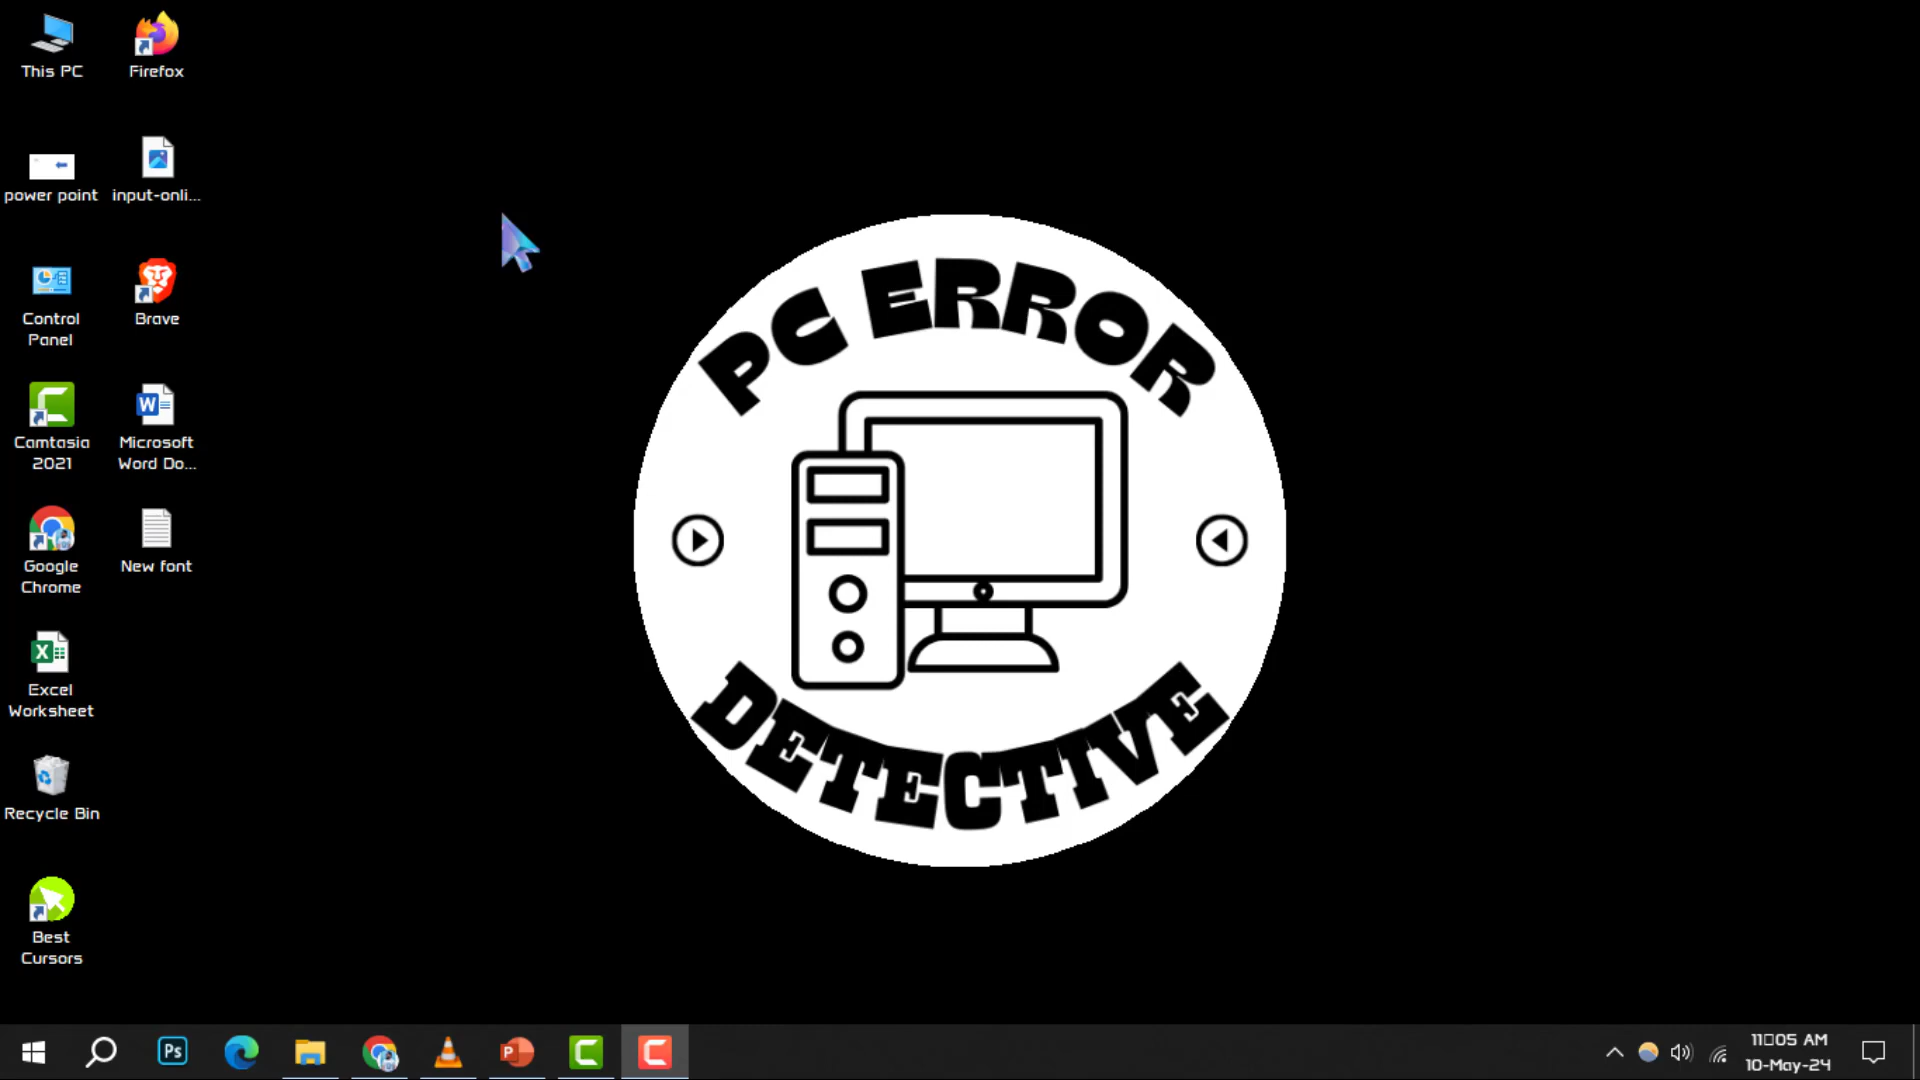 This PC
Firefox
power point
input-onli...
Control
Panel
Brave
Camtasia
2021
Microsoft
Word Do...
Google
Chrome
New font
Excel
Worksheet
Recycle Bin
Best
Cursors
PC ERROR
DETECTIVE
Ps
11□05 AM
10-May-24